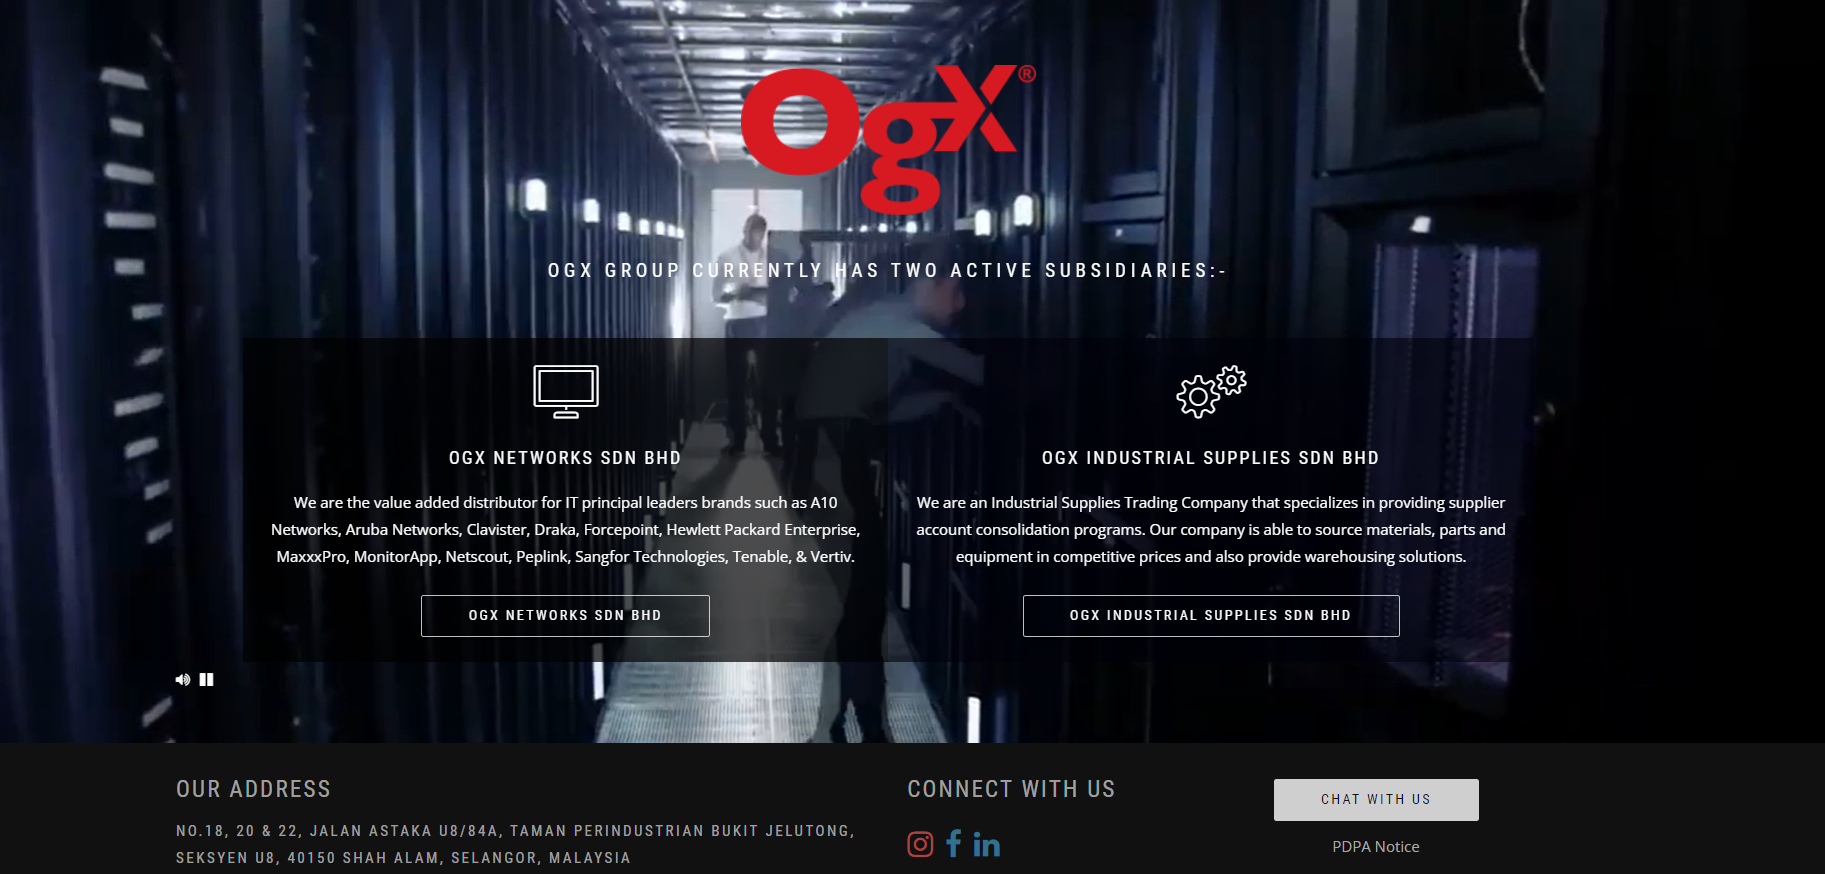 OgX®
OGX GROUP CURRENTLY HAS TWO ACTIVE SUBSIDIARIES:-
OGX NETWORKS SDN BHD
We are the value added distributor for IT principal leaders brands such as A10
Networks, Aruba Networks, Clavister, Draka, Forcepoint, Hewlett Packard Enterprise,
MaxxxPro, MonitorApp, Netscout, Peplink, Sangfor Technologies, Tenable, & Vertiv.
OGX NETWORKS SDN BHD
OGX INDUSTRIAL SUPPLIES SDN BHD
We are an Industrial Supplies Trading Company that specializes in providing supplier
account consolidation programs. Our company is able to source materials, parts and
equipment in competitive prices and also provide warehousing solutions.
OGX INDUSTRIAL SUPPLIES SDN BHD
OUR ADDRESS
NO.18, 20 & 22, JALAN ASTAKA U8/84A, TAMAN PERINDUSTRIAN BUKIT JELUTONG,
SEKSYEN U8, 40150 SHAH ALAM, SELANGOR, MALAYSIA
CONNECT WITH US
CHAT WITH US
PDPA Notice